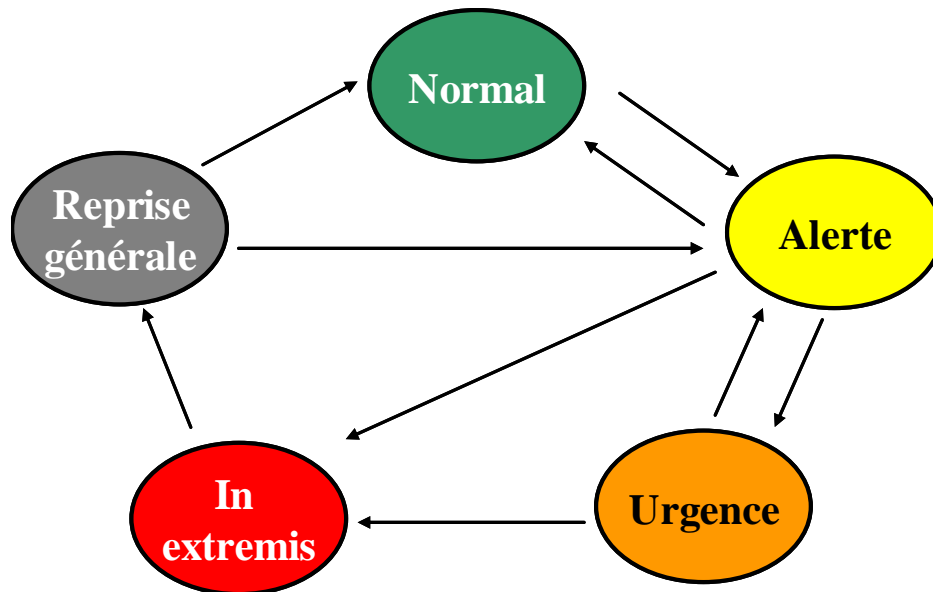 Normal
Reprise
générale
Alerte
In
extremis
Urgence